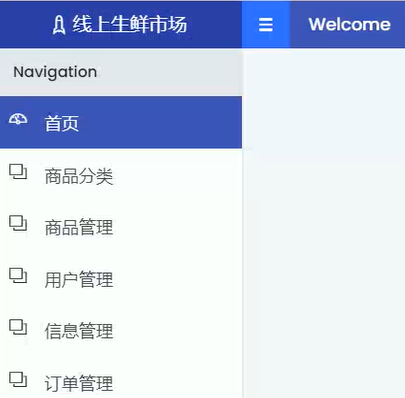 线上生鲜市场 Welcome
Navigation
首页
商品分类
商品管理
用户管理
信息管理
订单管理